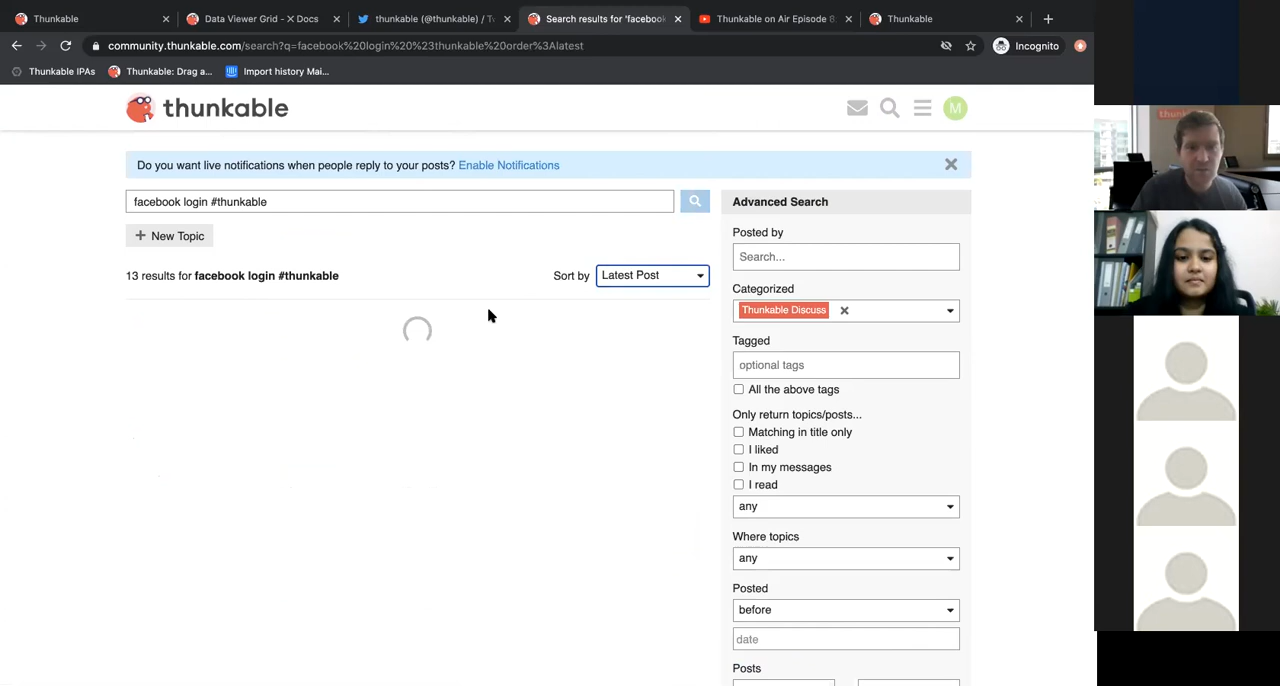 Thunkable
Data Viewer Grid - X Docs
thunkable (@thunkable) / Tw
Search results for 'facebook
Thunkable on Air Episode 8:
Thunkable
community.thunkable.com/search?q=facebook%20login%20%23thunkable%20order%3Alatest
Incognito
Thunkable IPAs
Thunkable: Drag a...
Import history Mai...
thunkable
M
Do you want live notifications when people reply to your posts? Enable Notifications
facebook login #thunkable
Advanced Search
+ New Topic
Posted by
Search...
13 results for facebook login #thunkable
Sort by
Latest Post
Categorized
Thunkable Discuss
Tagged
optional tags
All the above tags
Only return topics/posts...
Matching in title only
I liked
In my messages
I read
any
Where topics
any
Posted
before
date
Posts